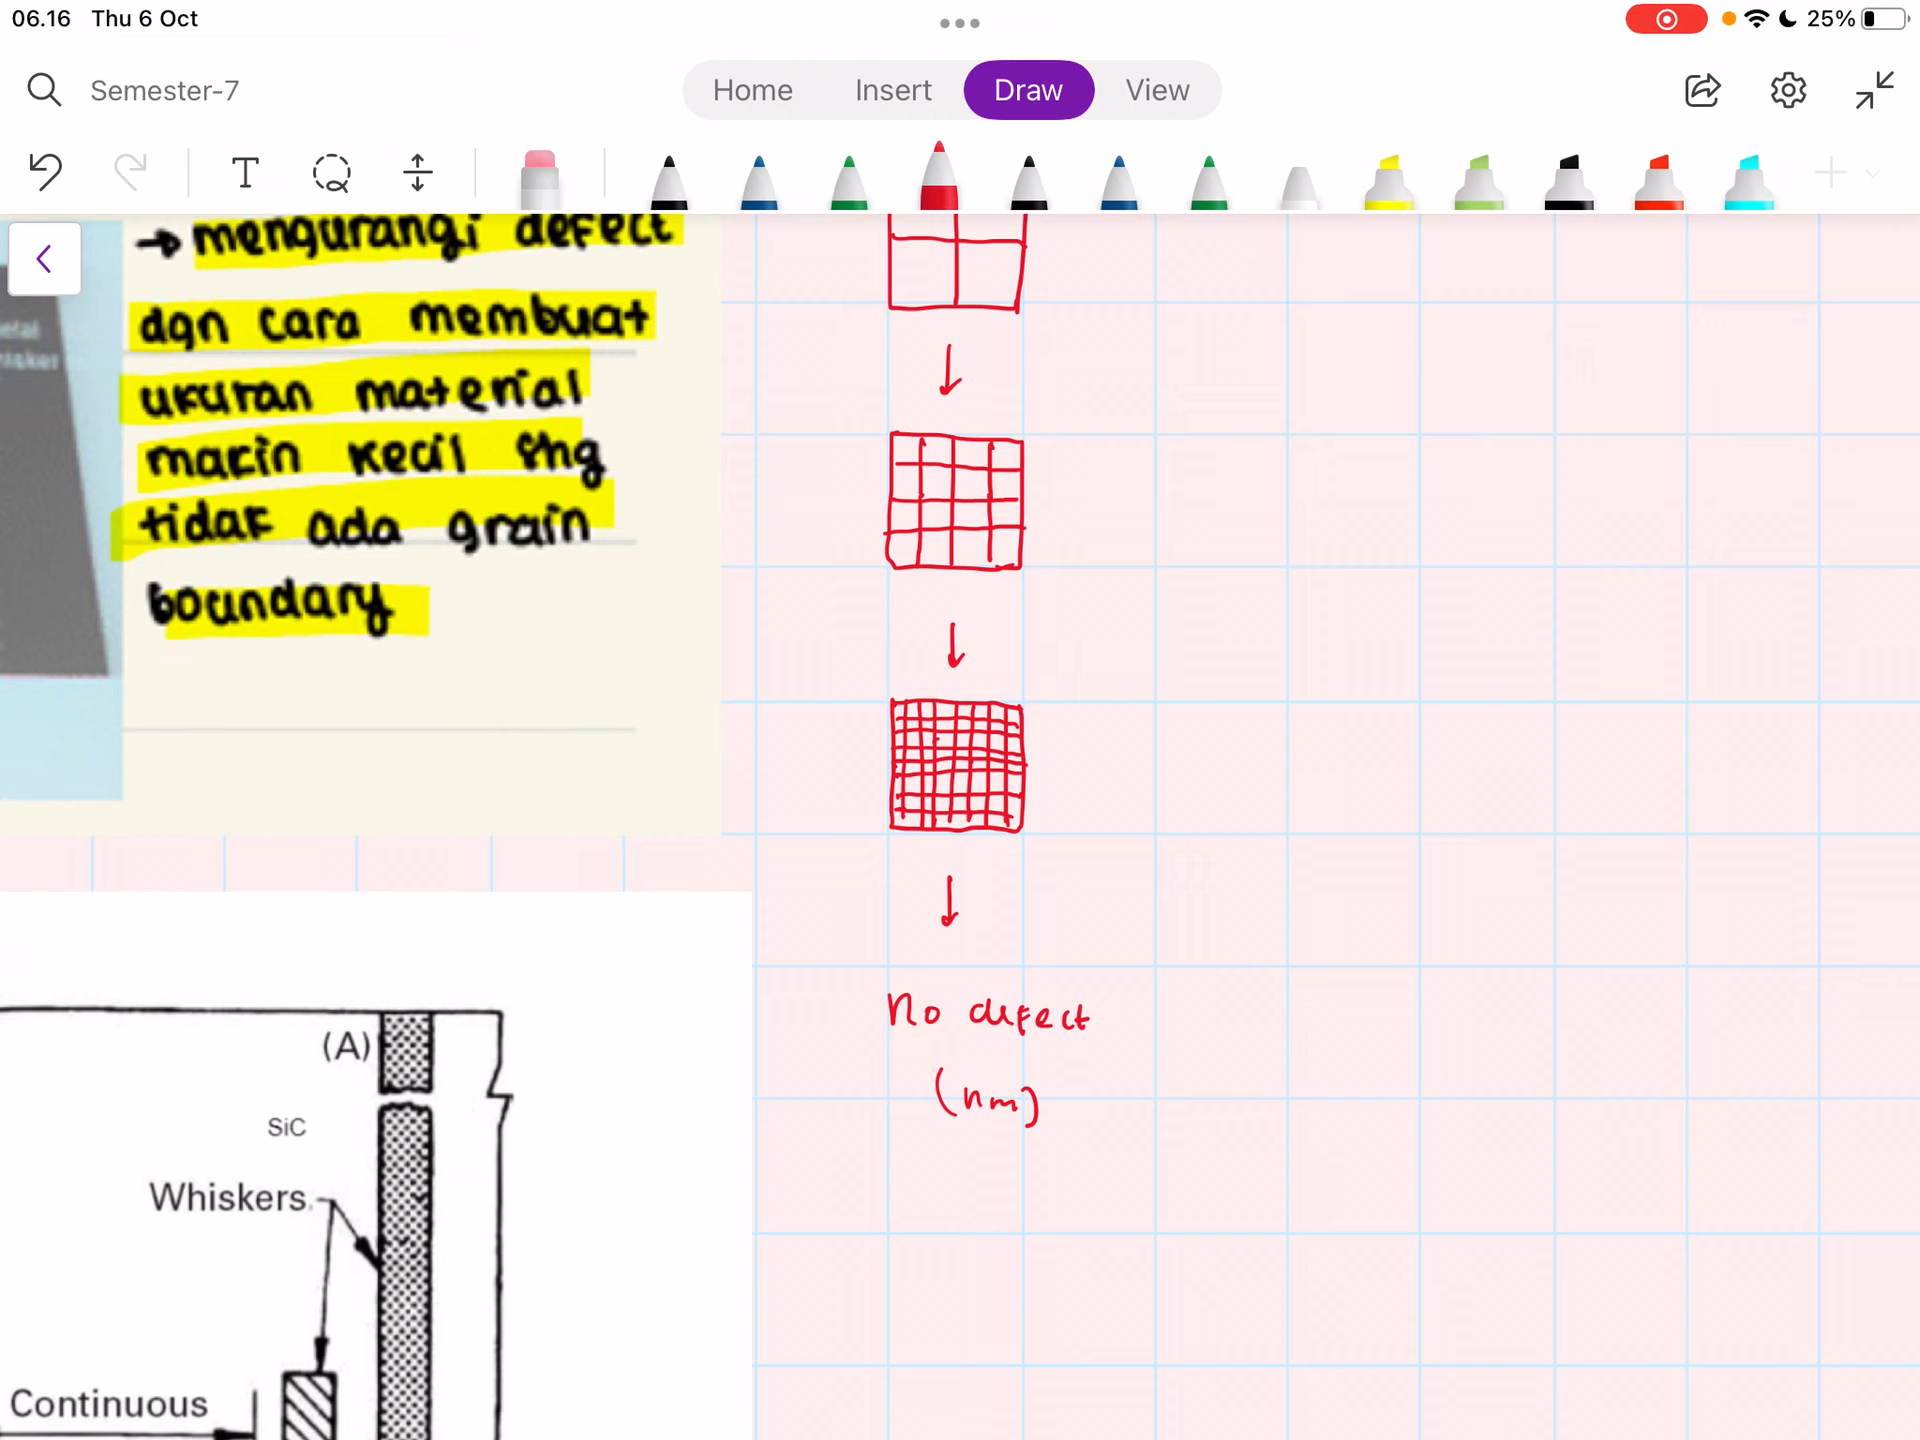 06.16 Thu 6 Oct
25%
Semester-7
Home Insert Draw View
T
→ mengurangi defect
dgn cara membuat
ukuran material
makin kecil shg
tidak ada grain
boundary
No defect
(nm)
(A)
SiC
Whiskers
Continuous